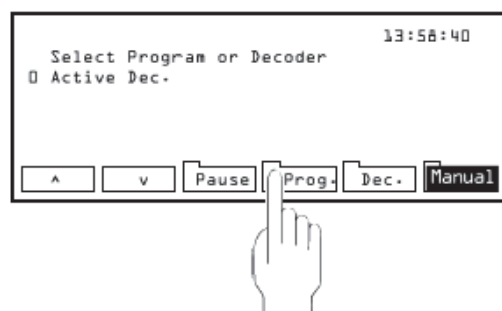 13:58:40
Select Program or Decoder
0 Active Dec.
^ v Pause Prog. Dec. Manual